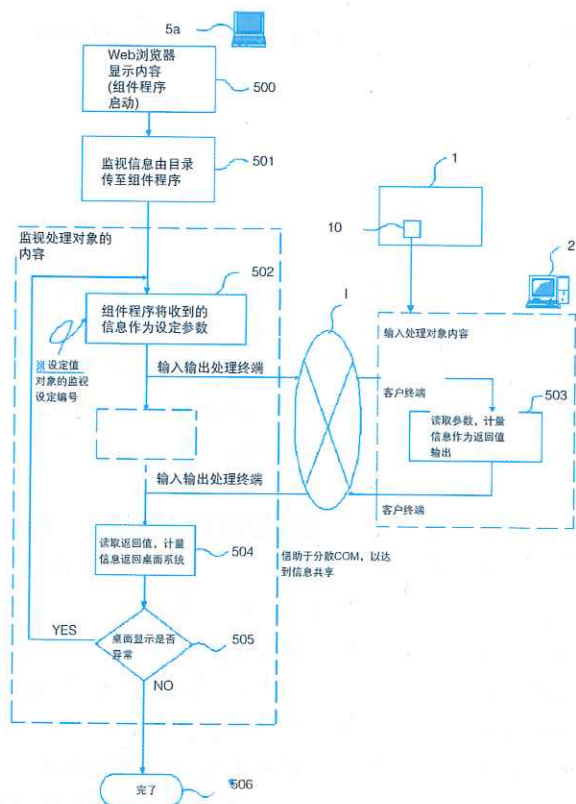 5a
Web浏览器
显示内容
(组件程序
启动)
500
监视信息由目录
传至组件程序
501
1
10
2
监视处理对象的
内容
502
组件程序将收到的
信息作为设定参数
I
输入处理对象内容
设定值
对象的监视
设定编号
输入输出处理终端
客户终端
503
读取参数，计量
信息作为返回值
输出
输入输出处理终端
客户终端
读取返回值，计量
信息返回桌面系统
504
借助于分散COM，以达
到信息共享
YES
桌面显示是否
异常
505
NO
完了
506